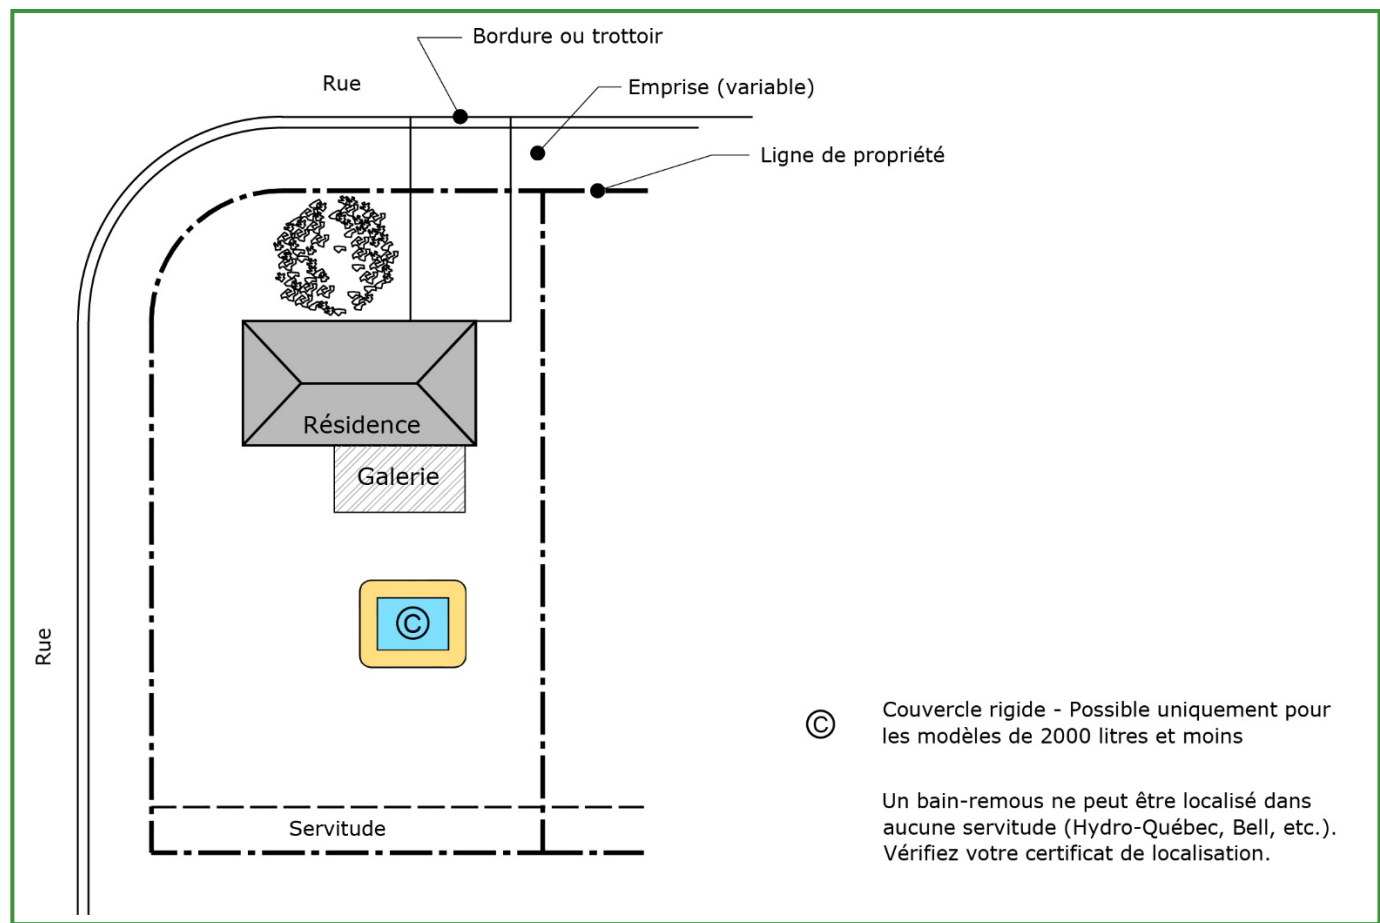 Bordure ou trottoir
Rue
Emprise (variable)
Ligne de propriété
Résidence
Galerie
©
Rue
© Couvercle rigide - Possible uniquement pour
les modèles de 2000 litres et moins
Un bain-remous ne peut être localisé dans
aucune servitude (Hydro-Québec, Bell, etc.).
Vérifiez votre certificat de localisation.
Servitude